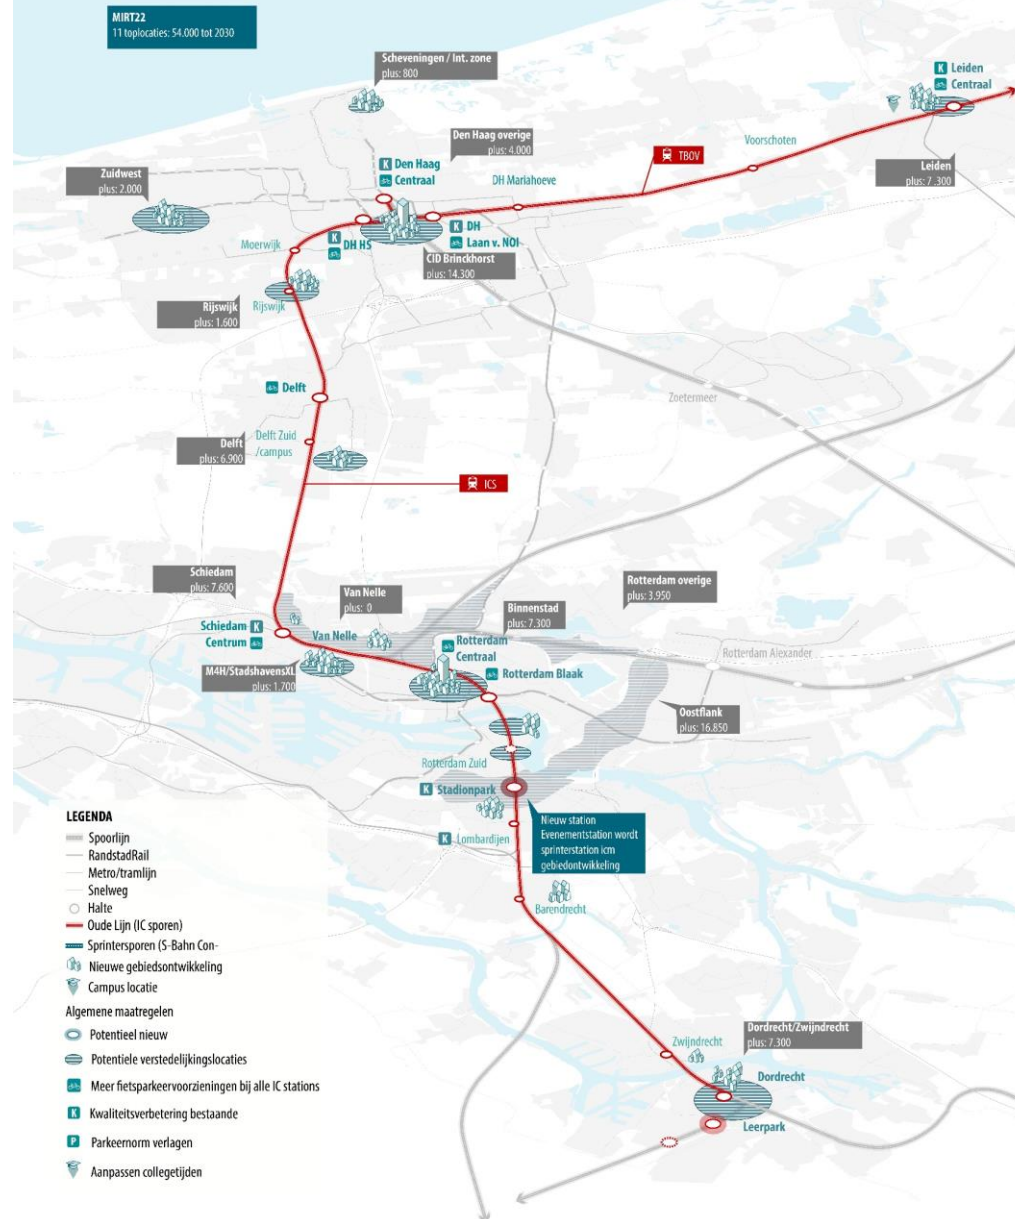 MIRT22
11 toplocaties: 54.000 tot 2030
Scheveningen / Int. zone
plus: 800
K Leiden
Centraal
Den Haag overige
plus: 4.000
Voorschoten
TBOV
Leiden
plus: 7.300
Zuidwest
plus: 2.000
K Den Haag
Centraal
DH Mariahoeve
K DH
Laan v. NOI
K
DH HS
Moerwijk
CID Brinckhorst
plus: 14.300
Rijswijk
plus: 1.600
Rijswijk
Delft
Zoetermeer
Delft
plus: 6.900
Delft Zuid
/campus
ICS
Schiedam
plus: 7.600
Van Nelle
plus: 0
Binnenstad
plus: 7.300
Rotterdam overige
plus: 3.950
Schiedam K
Centrum
Van Nelle
Rotterdam
Centraal
Rotterdam Alexander
M4H/StadshavensXL
plus: 1.700
Rotterdam Blaak
Oostflank
plus: 16.850
Rotterdam Zuid
K Stadionpark
Nieuw station
Evenementstation wordt
sprinterstation icm
gebiedontwikkeling
K Lombardijen
Barendrecht
Dordrecht/Zwijndrecht
plus: 7.300
Zwijndrecht
Dordrecht
Leerpark
LEGENDA
Spoorlijn
RandstadRail
Metro/tramlijn
Snelweg
Halte
Oude Lijn (IC sporen)
Sprintersporen (S-Bahn Con-
Nieuwe gebiedsontwikkeling
Campus locatie
Algemene maatregelen
Potentieel nieuw
Potentiele verstedelijkingslocaties
Meer fietsparkeervoorzieningen bij alle IC stations
K Kwaliteitsverbetering bestaande
P Parkeernorm verlagen
Aanpassen collegetijden